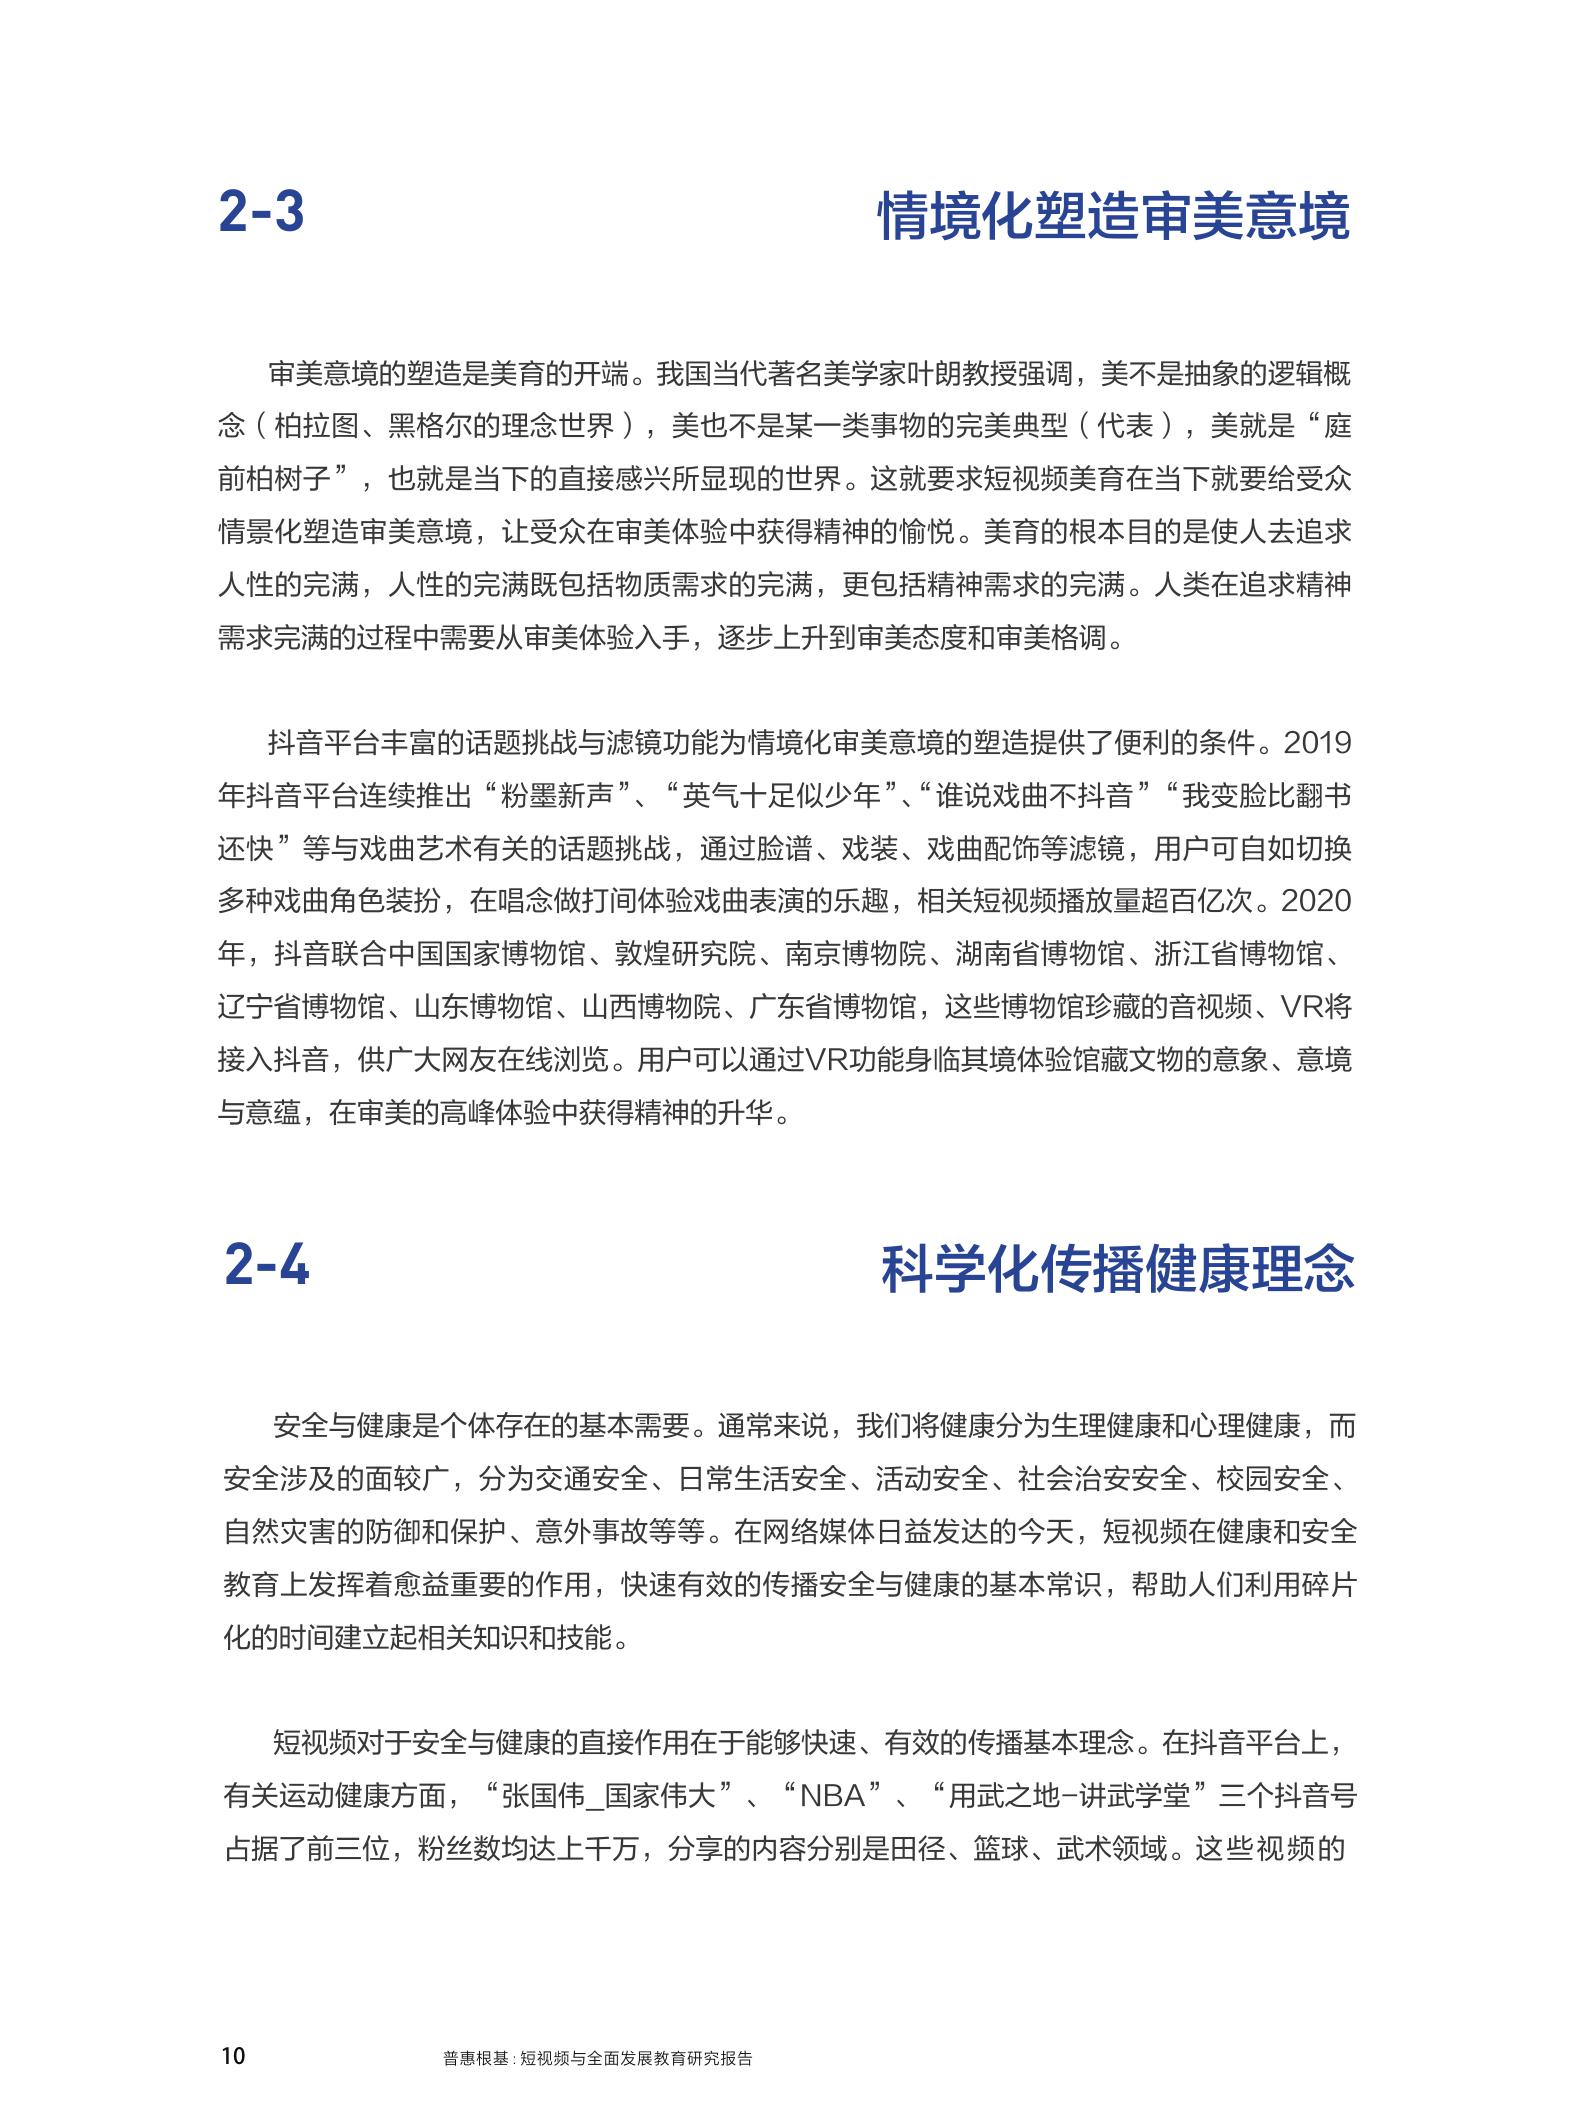 2-3
情境化塑造审美意境
审美意境的塑造是美育的开端。我国当代著名美学家叶朗教授强调，美不是抽象的逻辑概
念（柏拉图、黑格尔的理念世界），美也不是某一类事物的完美典型（代表），美就是“庭
前柏树子”，也就是当下的直接感兴所显现的世界。这就要求短视频美育在当下就要给受众
情景化塑造审美意境，让受众在审美体验中获得精神的愉悦。美育的根本目的是使人去追求
人性的完满，人性的完满既包括物质需求的完满，更包括精神需求的完满。人类在追求精神
需求完满的过程中需要从审美体验入手，逐步上升到审美态度和审美格调。
抖音平台丰富的话题挑战与滤镜功能为情境化审美意境的塑造提供了便利的条件。2019
年抖音平台连续推出“粉墨新声”、“英气十足似少年”、“谁说戏曲不抖音”“我变脸比翻书
还快”等与戏曲艺术有关的话题挑战，通过脸谱、戏装、戏曲配饰等滤镜，用户可自如切换
多种戏曲角色装扮，在唱念做打间体验戏曲表演的乐趣，相关短视频播放量超百亿次。2020
年，抖音联合中国国家博物馆、敦煌研究院、南京博物院、湖南省博物馆、浙江省博物馆、
辽宁省博物馆、山东博物馆、山西博物院、广东省博物馆，这些博物馆珍藏的音视频、VR将
接入抖音，供广大网友在线浏览。用户可以通过VR功能身临其境体验馆藏文物的意象、意境
与意蕴，在审美的高峰体验中获得精神的升华。
2-4
科学化传播健康理念
安全与健康是个体存在的基本需要。通常来说，我们将健康分为生理健康和心理健康，而
安全涉及的面较广，分为交通安全、日常生活安全、活动安全、社会治安安全、校园安全、
自然灾害的防御和保护、意外事故等等。在网络媒体日益发达的今天，短视频在健康和安全
教育上发挥着愈益重要的作用，快速有效的传播安全与健康的基本常识，帮助人们利用碎片
化的时间建立起相关知识和技能。
短视频对于安全与健康的直接作用在于能够快速、有效的传播基本理念。在抖音平台上，
有关运动健康方面，“张国伟_国家伟大”、“NBA”、“用武之地-讲武学堂”三个抖音号
占据了前三位，粉丝数均达上千万，分享的内容分别是田径、篮球、武术领域。这些视频的
10
普惠根基:短视频与全面发展教育研究报告